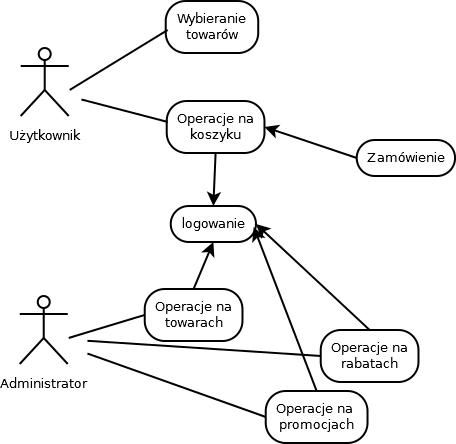 Wybieranie
towarów
Użytkownik
Operacje na
koszyku
Zamówienie
logowanie
Operacje na
towarach
Administrator
Operacje na
rabatach
Operacje na
promocjach